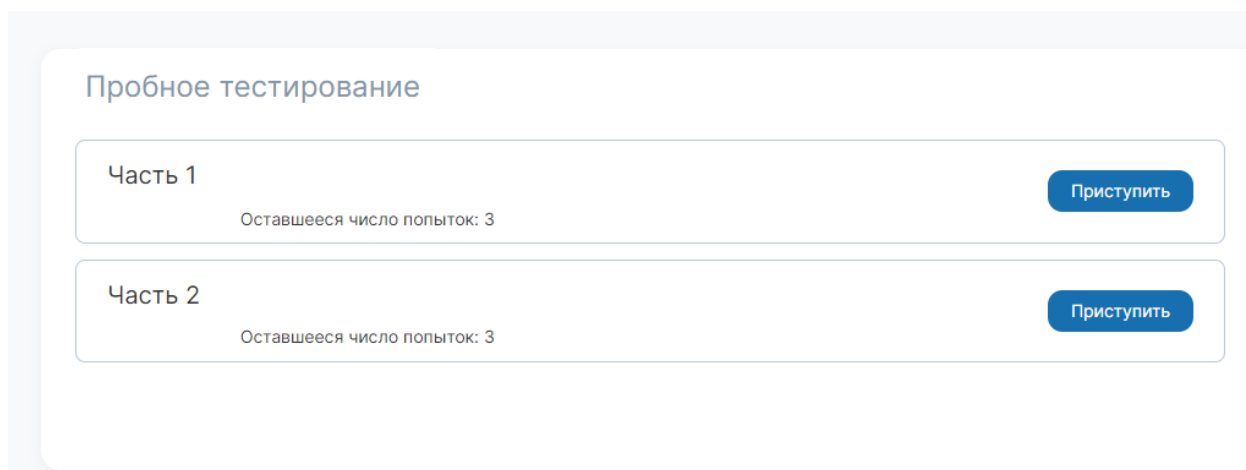 Пробное тестирование
Часть 1
Приступить
Оставшееся число попыток: 3
Часть 2
Приступить
Оставшееся число попыток: 3